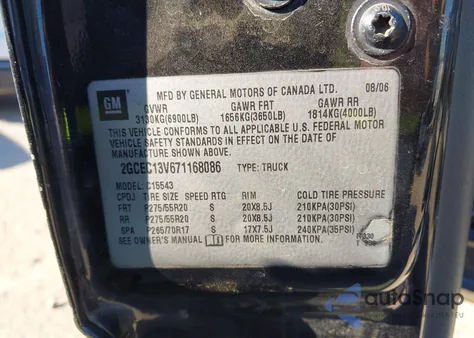 GM
MFD BY GENERAL MOTORS OF CANADA LTD. 08/06
GVWR GAWR FRT GAWR RR
3130KG(6900LB) 1656KG(3650LB) 1814KG(4000LB)
THIS VEHICLE CONFORMS TO ALL APPLICABLE U.S. FEDERAL MOTOR
VEHICLE SAFETY STANDARDS IN EFFECT ON THE DATE OF
MANUFACTURE SHOWN ABOVE.
2GCEC13V671168086 TYPE: TRUCK
MODEL: C15543
CPDJ TIRE SIZE SPEED RTG RIM COLD TIRE PRESSURE
FRT P275/55R20 S 20X8.5J 210KPA(30PSI)
RR P275/55R20 S 20X8.5J 210KPA(30PSI)
SPA P265/70R17 S 17X7.5J 240KPA(35PSI)
SEE OWNER'S MANUAL FOR MORE INFORMATION.
autoSnap